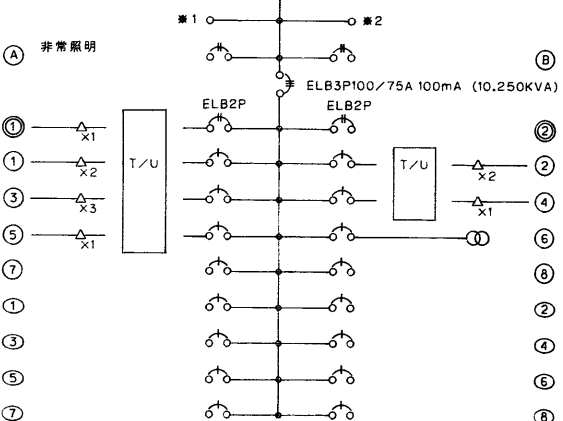 ※1 ※2
Ⓐ 非常照明 Ⓑ
ELB3P100/75A 100mA (10.250KVA)
ELB2P ELB2P
① ×1 ②
① ×2 T/U T/U ×2 ②
③ ×3 ×1 ④
⑤ ×1 ⑥
⑦ ⑧
① ②
③ ④
⑤ ⑥
⑦ ⑧